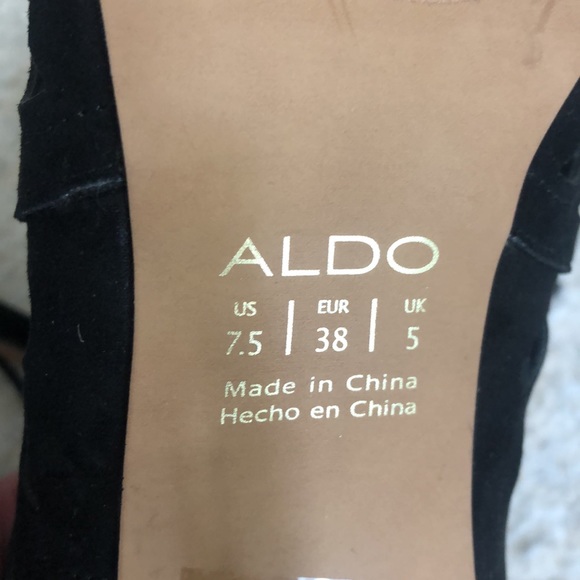 ALDO
US | EUR | UK
7.5 | 38 | 5
Made in China
Hecho en China